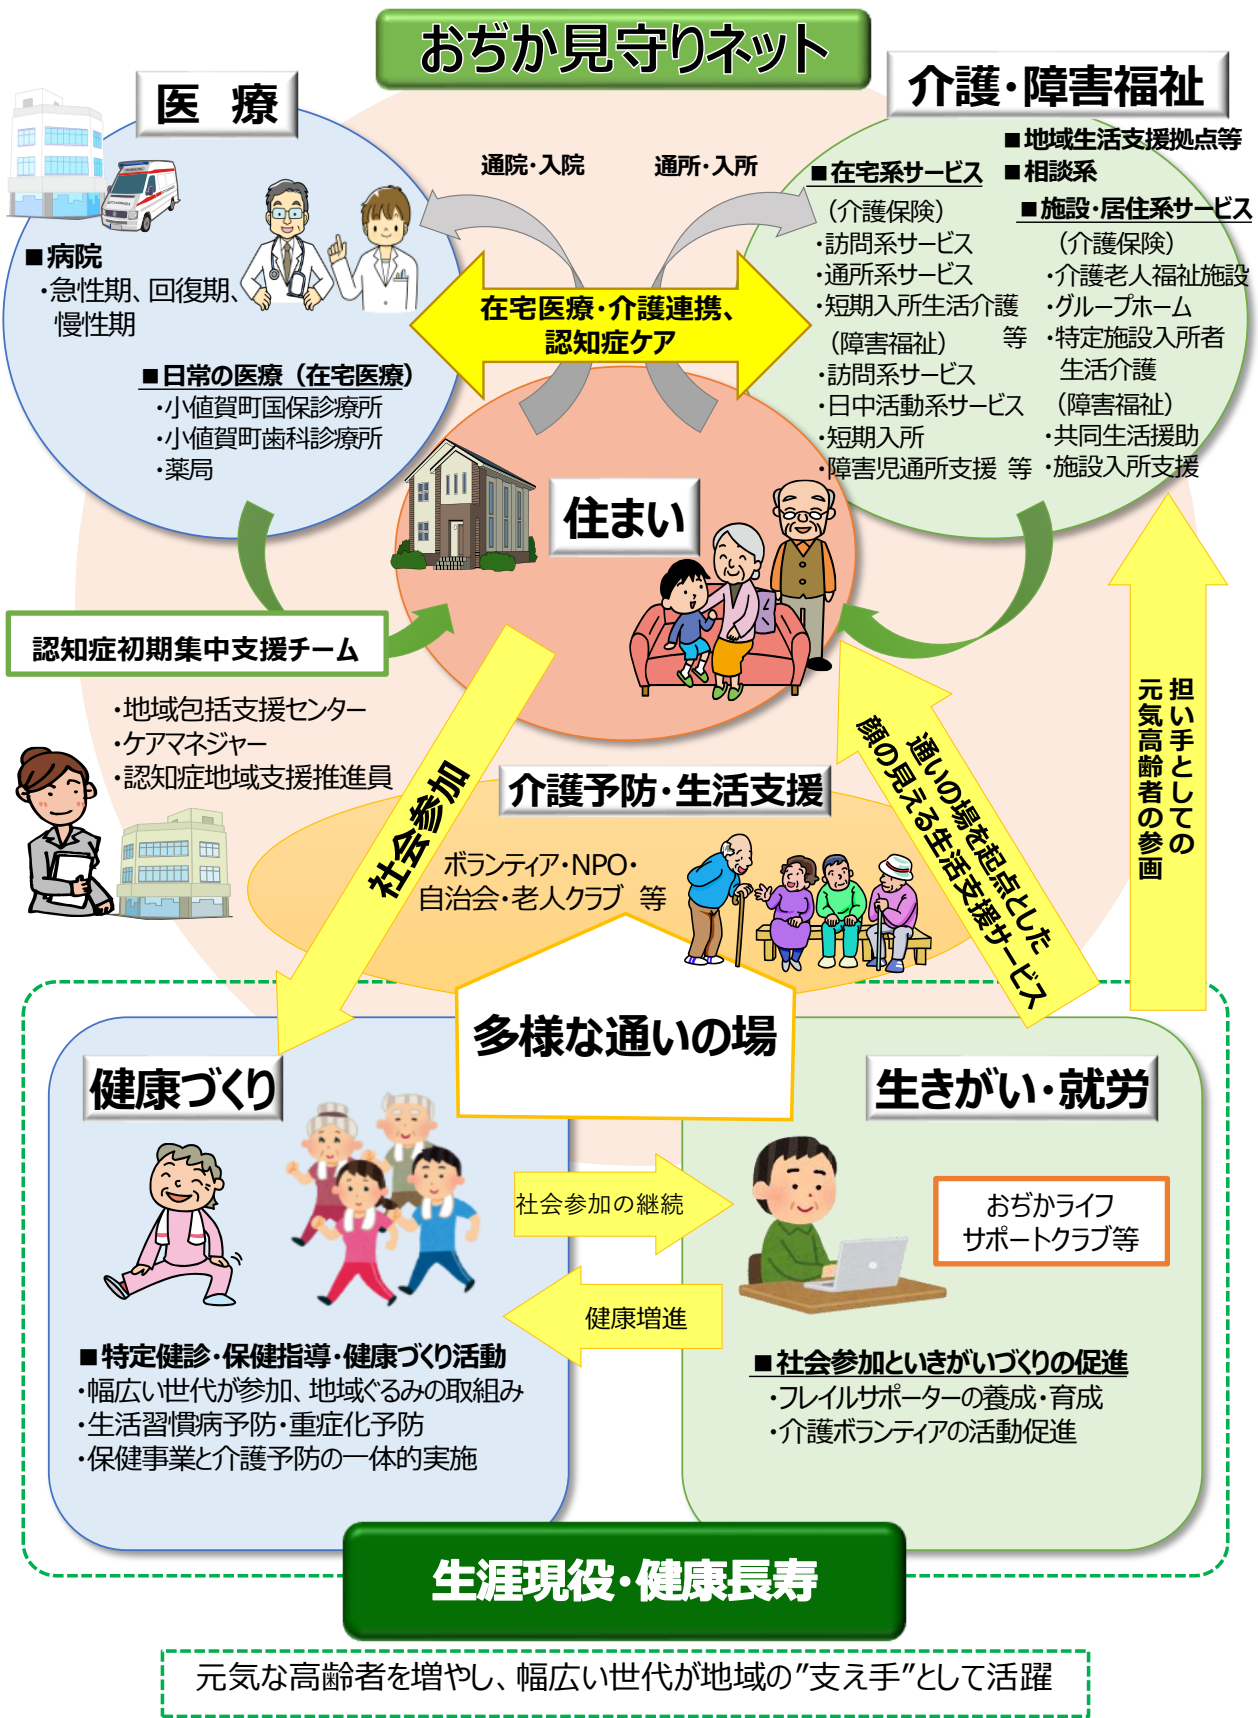 おぢか見守りネット
医 療
介護・障害福祉
通院・入院
通所・入所
■地域生活支援拠点等
■相談系
■在宅系サービス
（介護保険）
・訪問系サービス
・通所系サービス
・短期入所生活介護
等
（障害福祉）
・訪問系サービス
・日中活動系サービス
・短期入所
・障害児通所支援 等
■施設・居住系サービス
（介護保険）
・介護老人福祉施設
・グループホーム
・特定施設入所者
生活介護
（障害福祉）
・共同生活援助
・施設入所支援
■病院
・急性期、回復期、
慢性期
■日常の医療（在宅医療）
・小値賀町国保診療所
・小値賀町歯科診療所
・薬局
在宅医療・介護連携、
認知症ケア
住まい
認知症初期集中支援チーム
・地域包括支援センター
・ケアマネジャー
・認知症地域支援推進員
社会参加
介護予防・生活支援
ボランティア・NPO・
自治会・老人クラブ 等
通いの場を起点とした
顔の見える生活支援サービス
担い手としての
元気高齢者の参画
多様な通いの場
健康づくり
生きがい・就労
社会参加の継続
健康増進
おぢかライフ
サポートクラブ等
■特定健診・保健指導・健康づくり活動
・幅広い世代が参加、地域ぐるみの取組み
・生活習慣病予防・重症化予防
・保健事業と介護予防の一体的実施
■社会参加といきがいづくりの促進
・フレイルサポーターの養成・育成
・介護ボランティアの活動促進
生涯現役・健康長寿
元気な高齢者を増やし、幅広い世代が地域の”支え手”として活躍